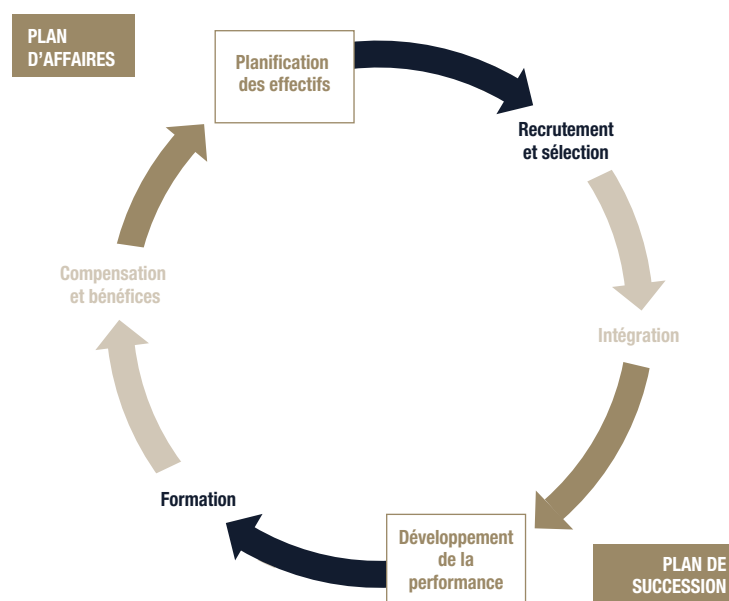 PLAN
D’AFFAIRES
Planification
des effectifs
Recrutement
et sélection
Intégration
Développement
de la
performance
PLAN DE
SUCCESSION
Formation
Compensation
et bénéfices